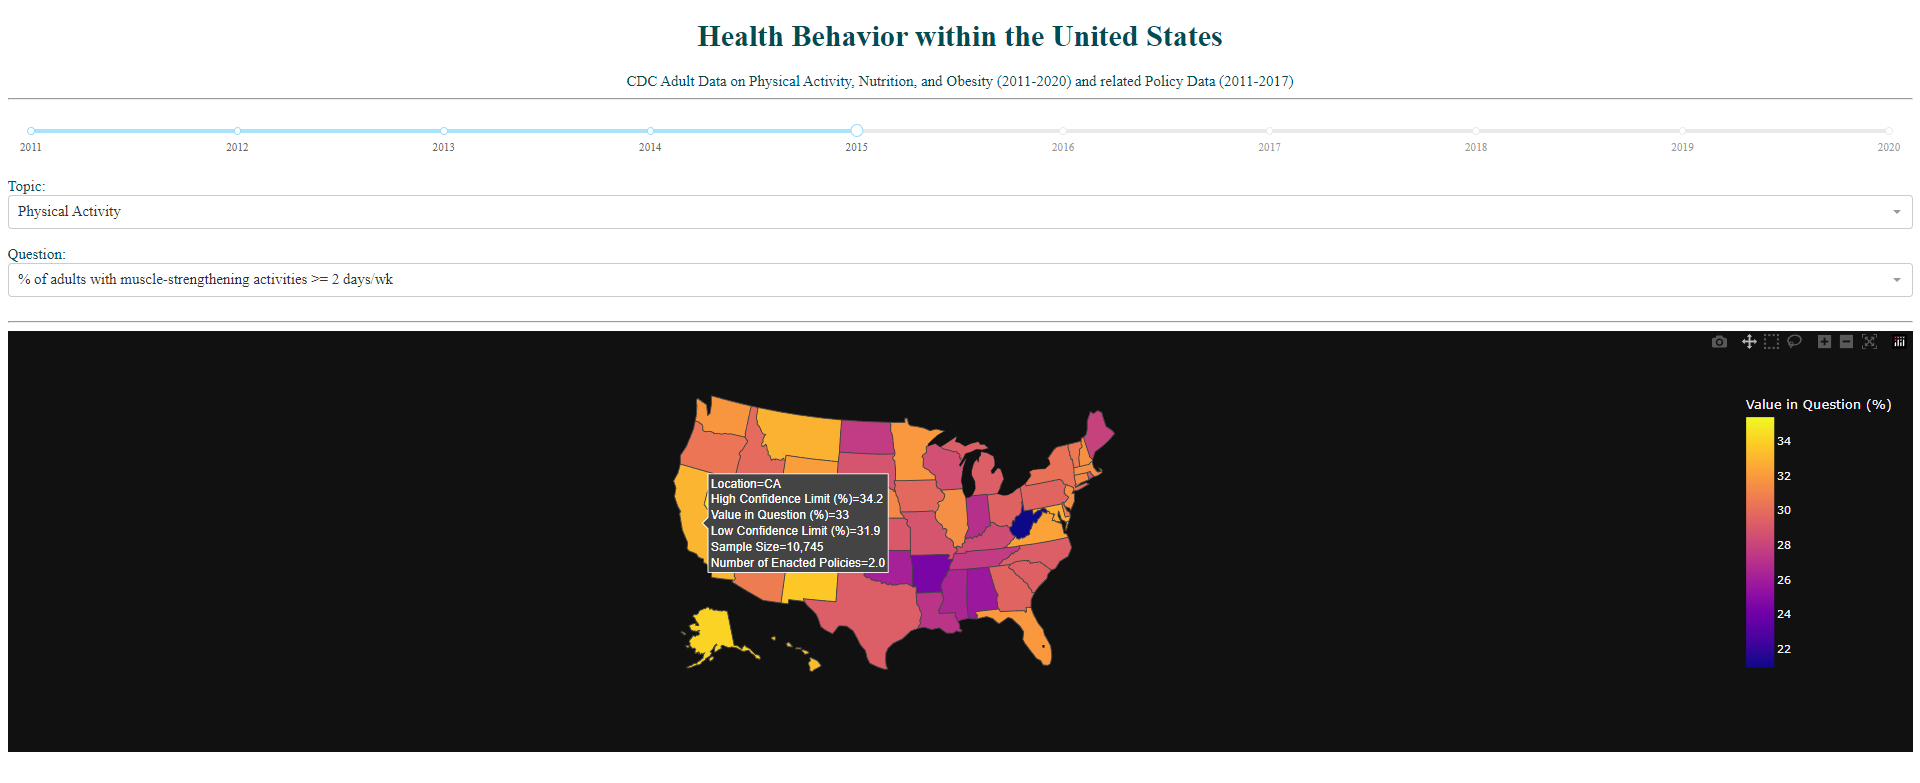 Health Behavior within the United States
CDC Adult Data on Physical Activity, Nutrition, and Obesity (2011-2020) and related Policy Data (2011-2017)
2011 2012 2013 2014 2015 2016 2017 2018 2019 2020
Topic:
Physical Activity
Question:
% of adults with muscle-strengthening activities >= 2 days/wk
Value in Question (%)
34
32
30
28
26
24
22
Location=CA
High Confidence Limit (%)=34.2
Value in Question (%)=33
Low Confidence Limit (%)=31.9
Sample Size=10,745
Number of Enacted Policies=2.0